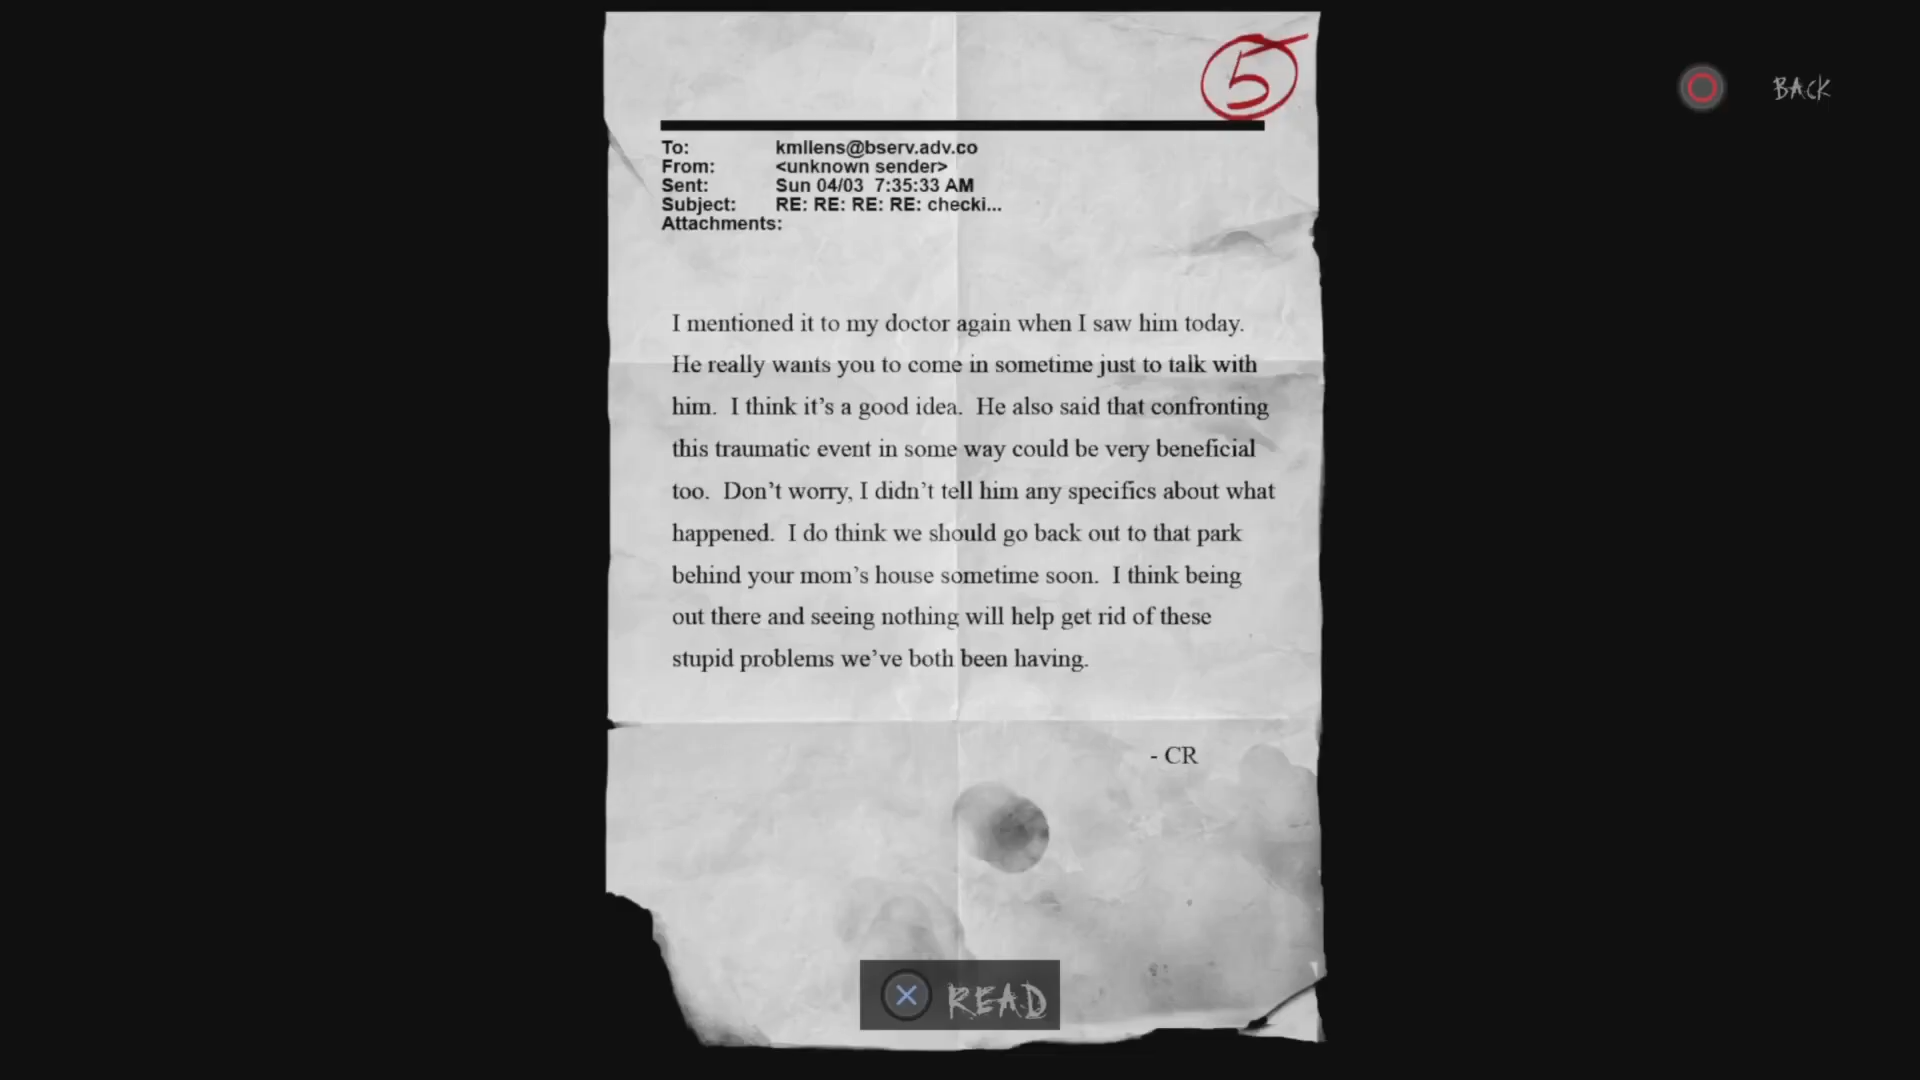 5
BACK
To: kmllens@bserv.adv.co
From: <unknown sender>
Sent: Sun 04/03 7:35:33 AM
Subject: RE: RE: RE: RE: checki...
Attachments:
I mentioned it to my doctor again when I saw him today.
He really wants you to come in sometime just to talk with
him. I think it’s a good idea. He also said that confronting
this traumatic event in some way could be very beneficial
too. Don’t worry, I didn’t tell him any specifics about what
happened. I do think we should go back out to that park
behind your mom’s house sometime soon. I think being
out there and seeing nothing will help get rid of these
stupid problems we’ve both been having.
- CR
READ